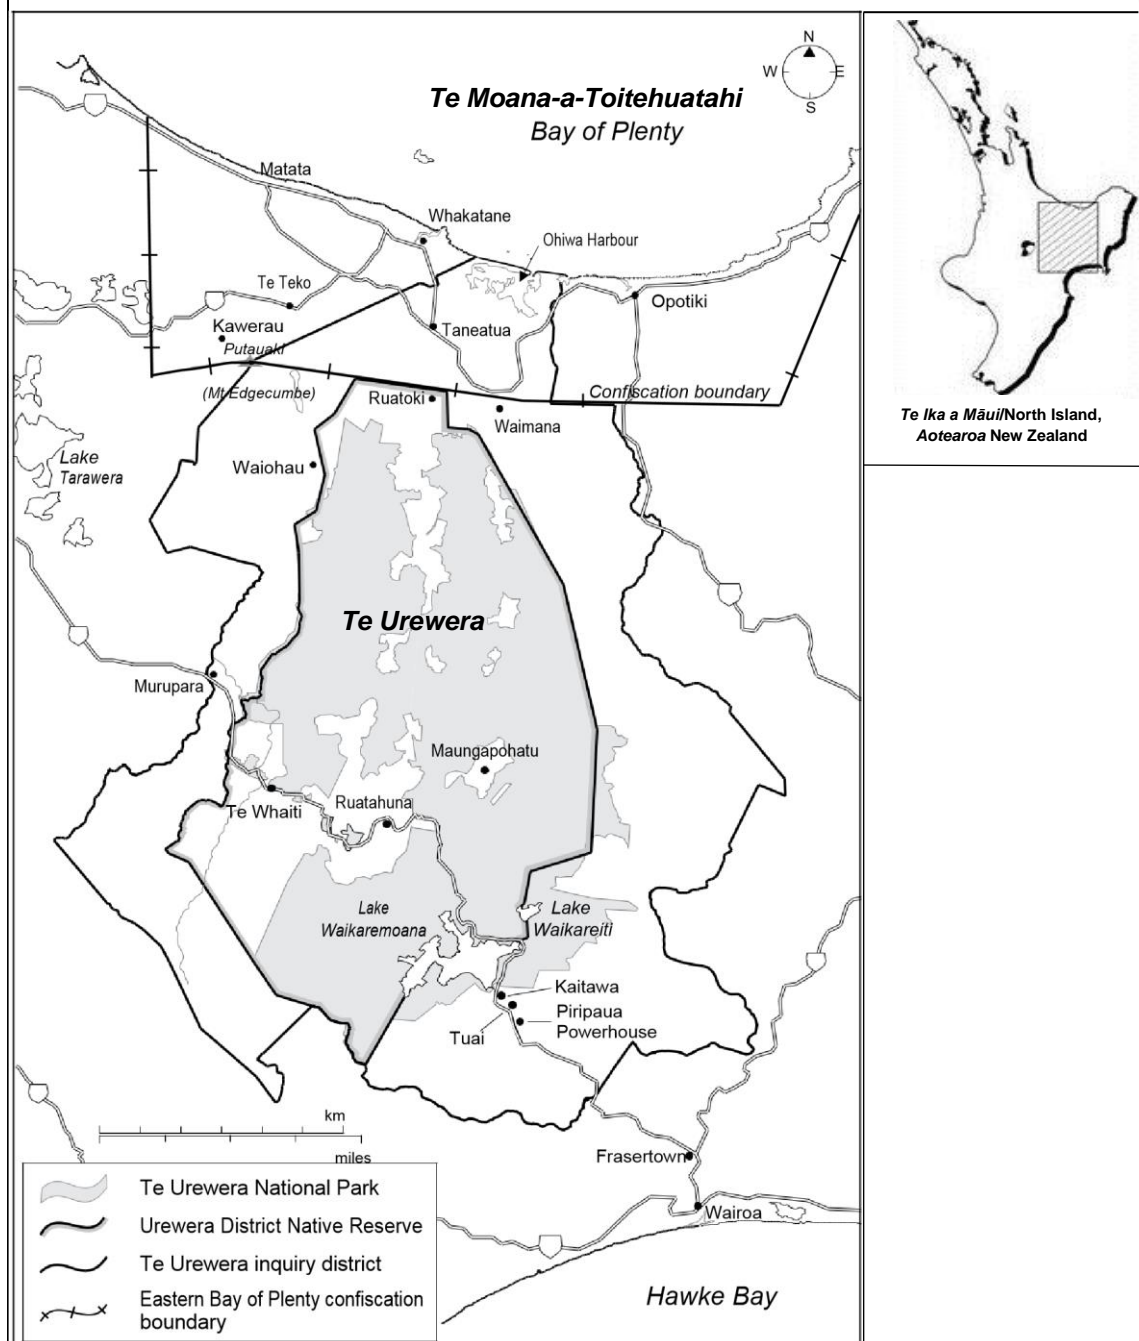 N
W E
S
Te Moana-a-Toitehuatahi
Bay of Plenty
Matata
Whakatane
Ohiwa Harbour
Te Teko
Opotiki
Kawerau
Taneatua
Putauaki
(Mt Edgecumbe)
Confiscation boundary
Ruatoki
Waimana
Lake
Tarawera
Waiohau
Te Urewera
Murupara
Maungapohatu
Te Whaiti
Ruatahuna
Lake
Waikaremoana
Lake
Waikareiti
Kaitawa
Piripaua
Powerhouse
Tuai
km
miles
Frasertown
Wairoa
Hawke Bay
Te Urewera National Park
Urewera District Native Reserve
Te Urewera inquiry district
Eastern Bay of Plenty confiscation
boundary
Te Ika a Māui/North Island,
Aotearoa New Zealand